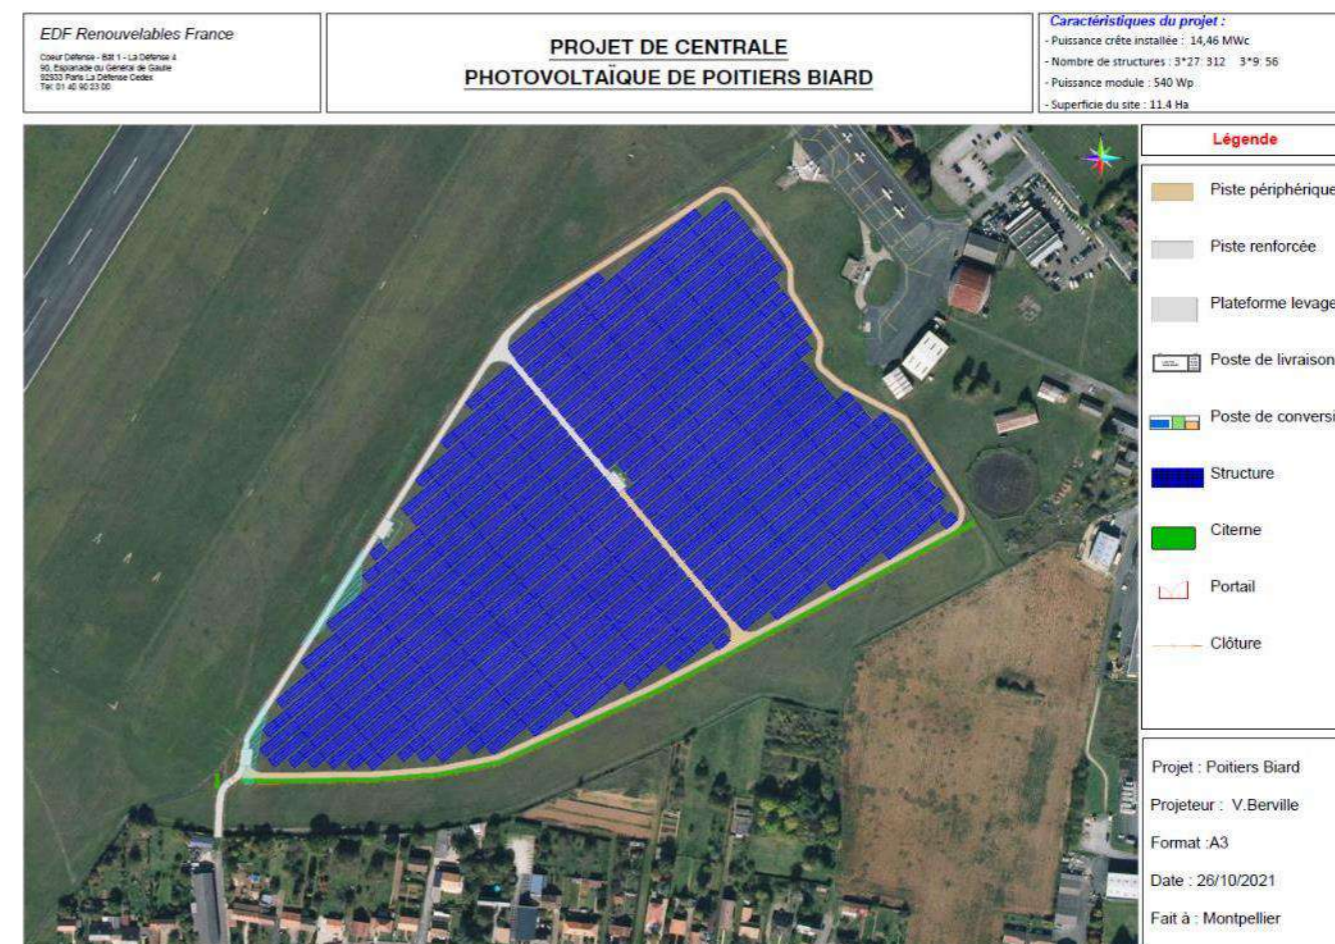 EDF Renouvelables France
Coeur Défense - Bât 1 - La Défense 4
90, Esplanade du Général de Gaulle
92933 Paris La Défense Cedex
Tel: 01 40 90 23 00
PROJET DE CENTRALE
PHOTOVOLTAÏQUE DE POITIERS BIARD
Caractéristiques du projet :
- Puissance crête installée : 14,46 MWc
- Nombre de structures : 3*27: 312 3*9: 56
- Puissance module : 540 Wp
- Superficie du site : 11.4 Ha
Légende
Piste périphérique
Piste renforcée
Plateforme levage
Poste de livraison
Poste de conversi
Structure
Citerne
Portail
Clôture
Projet : Poitiers Biard
Projeteur : V.Berville
Format :A3
Date : 26/10/2021
Fait à : Montpellier